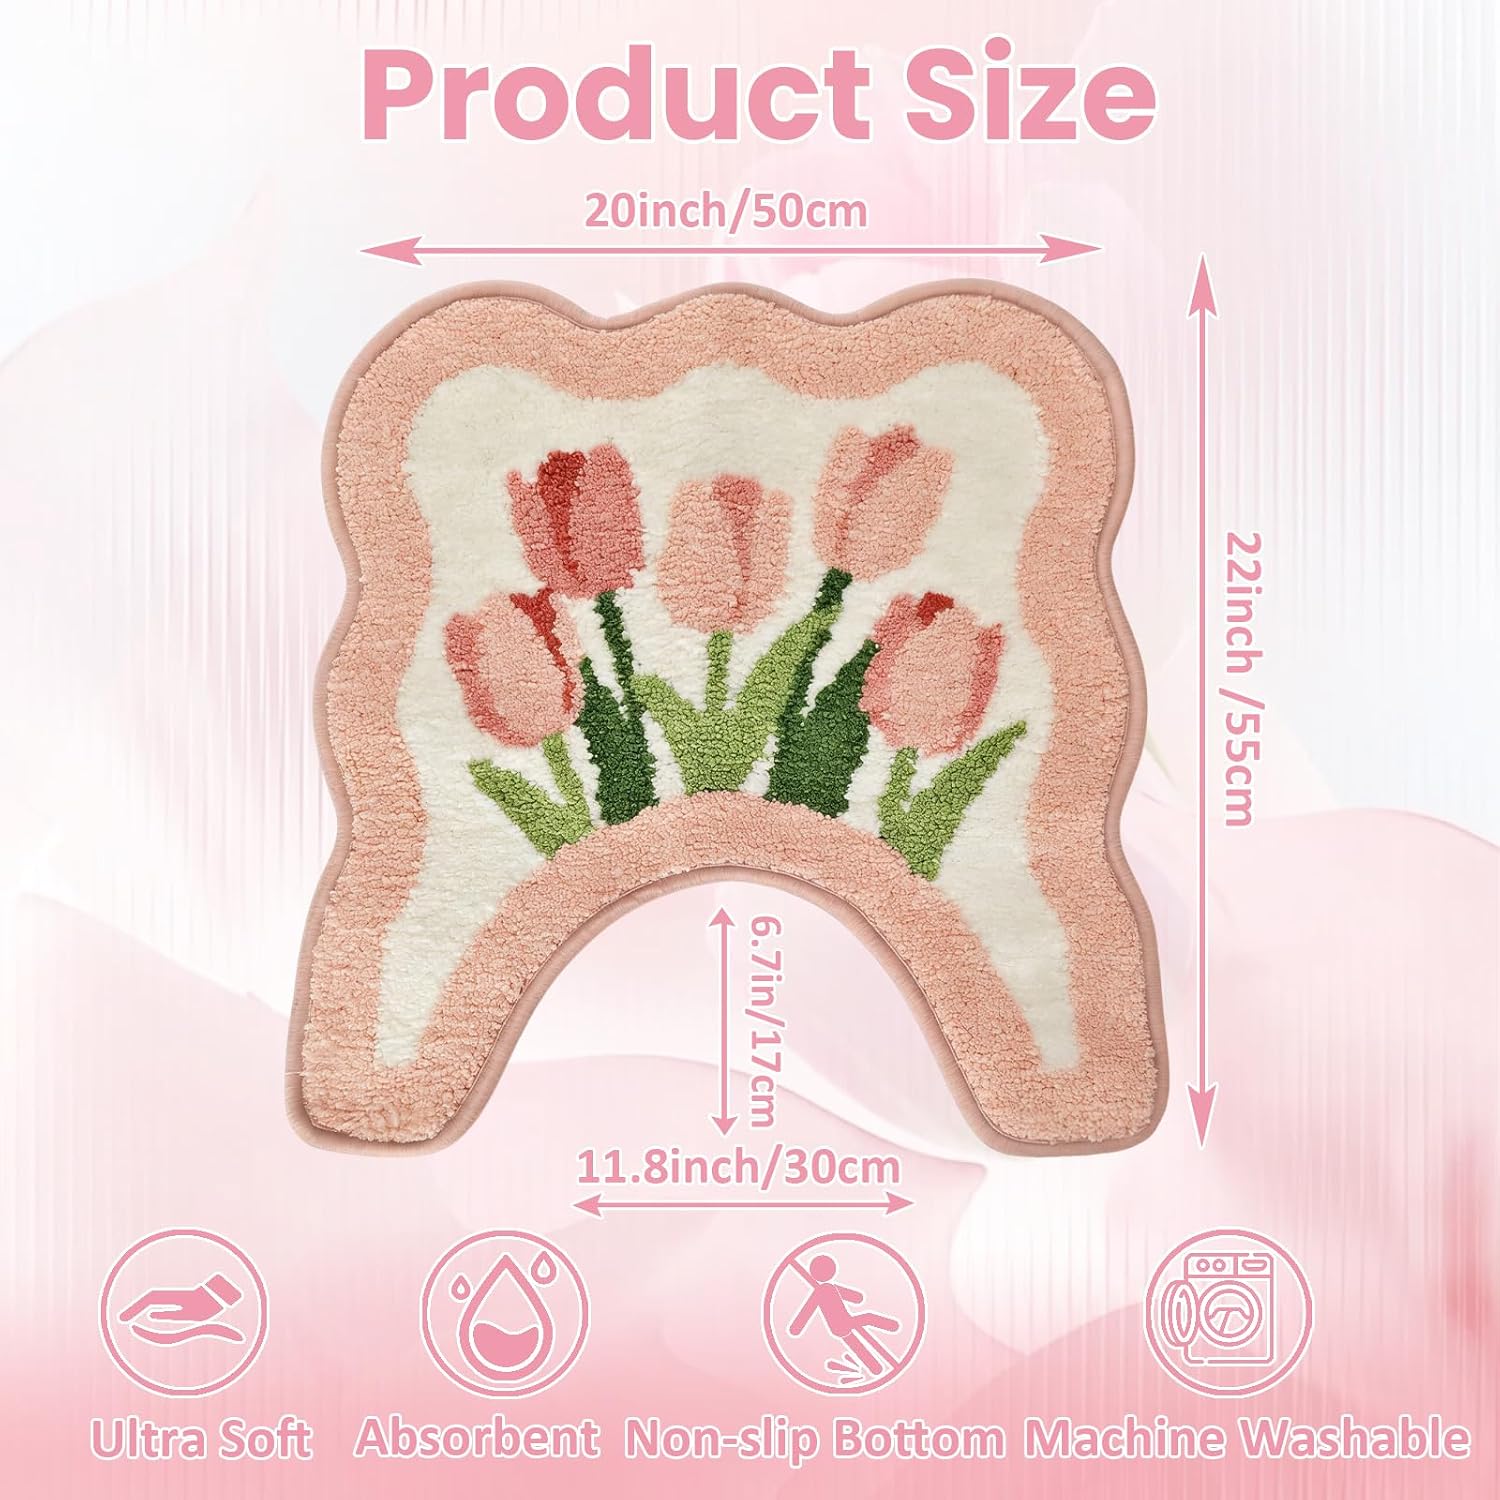 Product Size
20inch/50cm
22inch /55cm
6.7in/17cm
11.8inch/30cm
Ultra Soft
Absorbent
Non-slip Bottom
Machine Washable